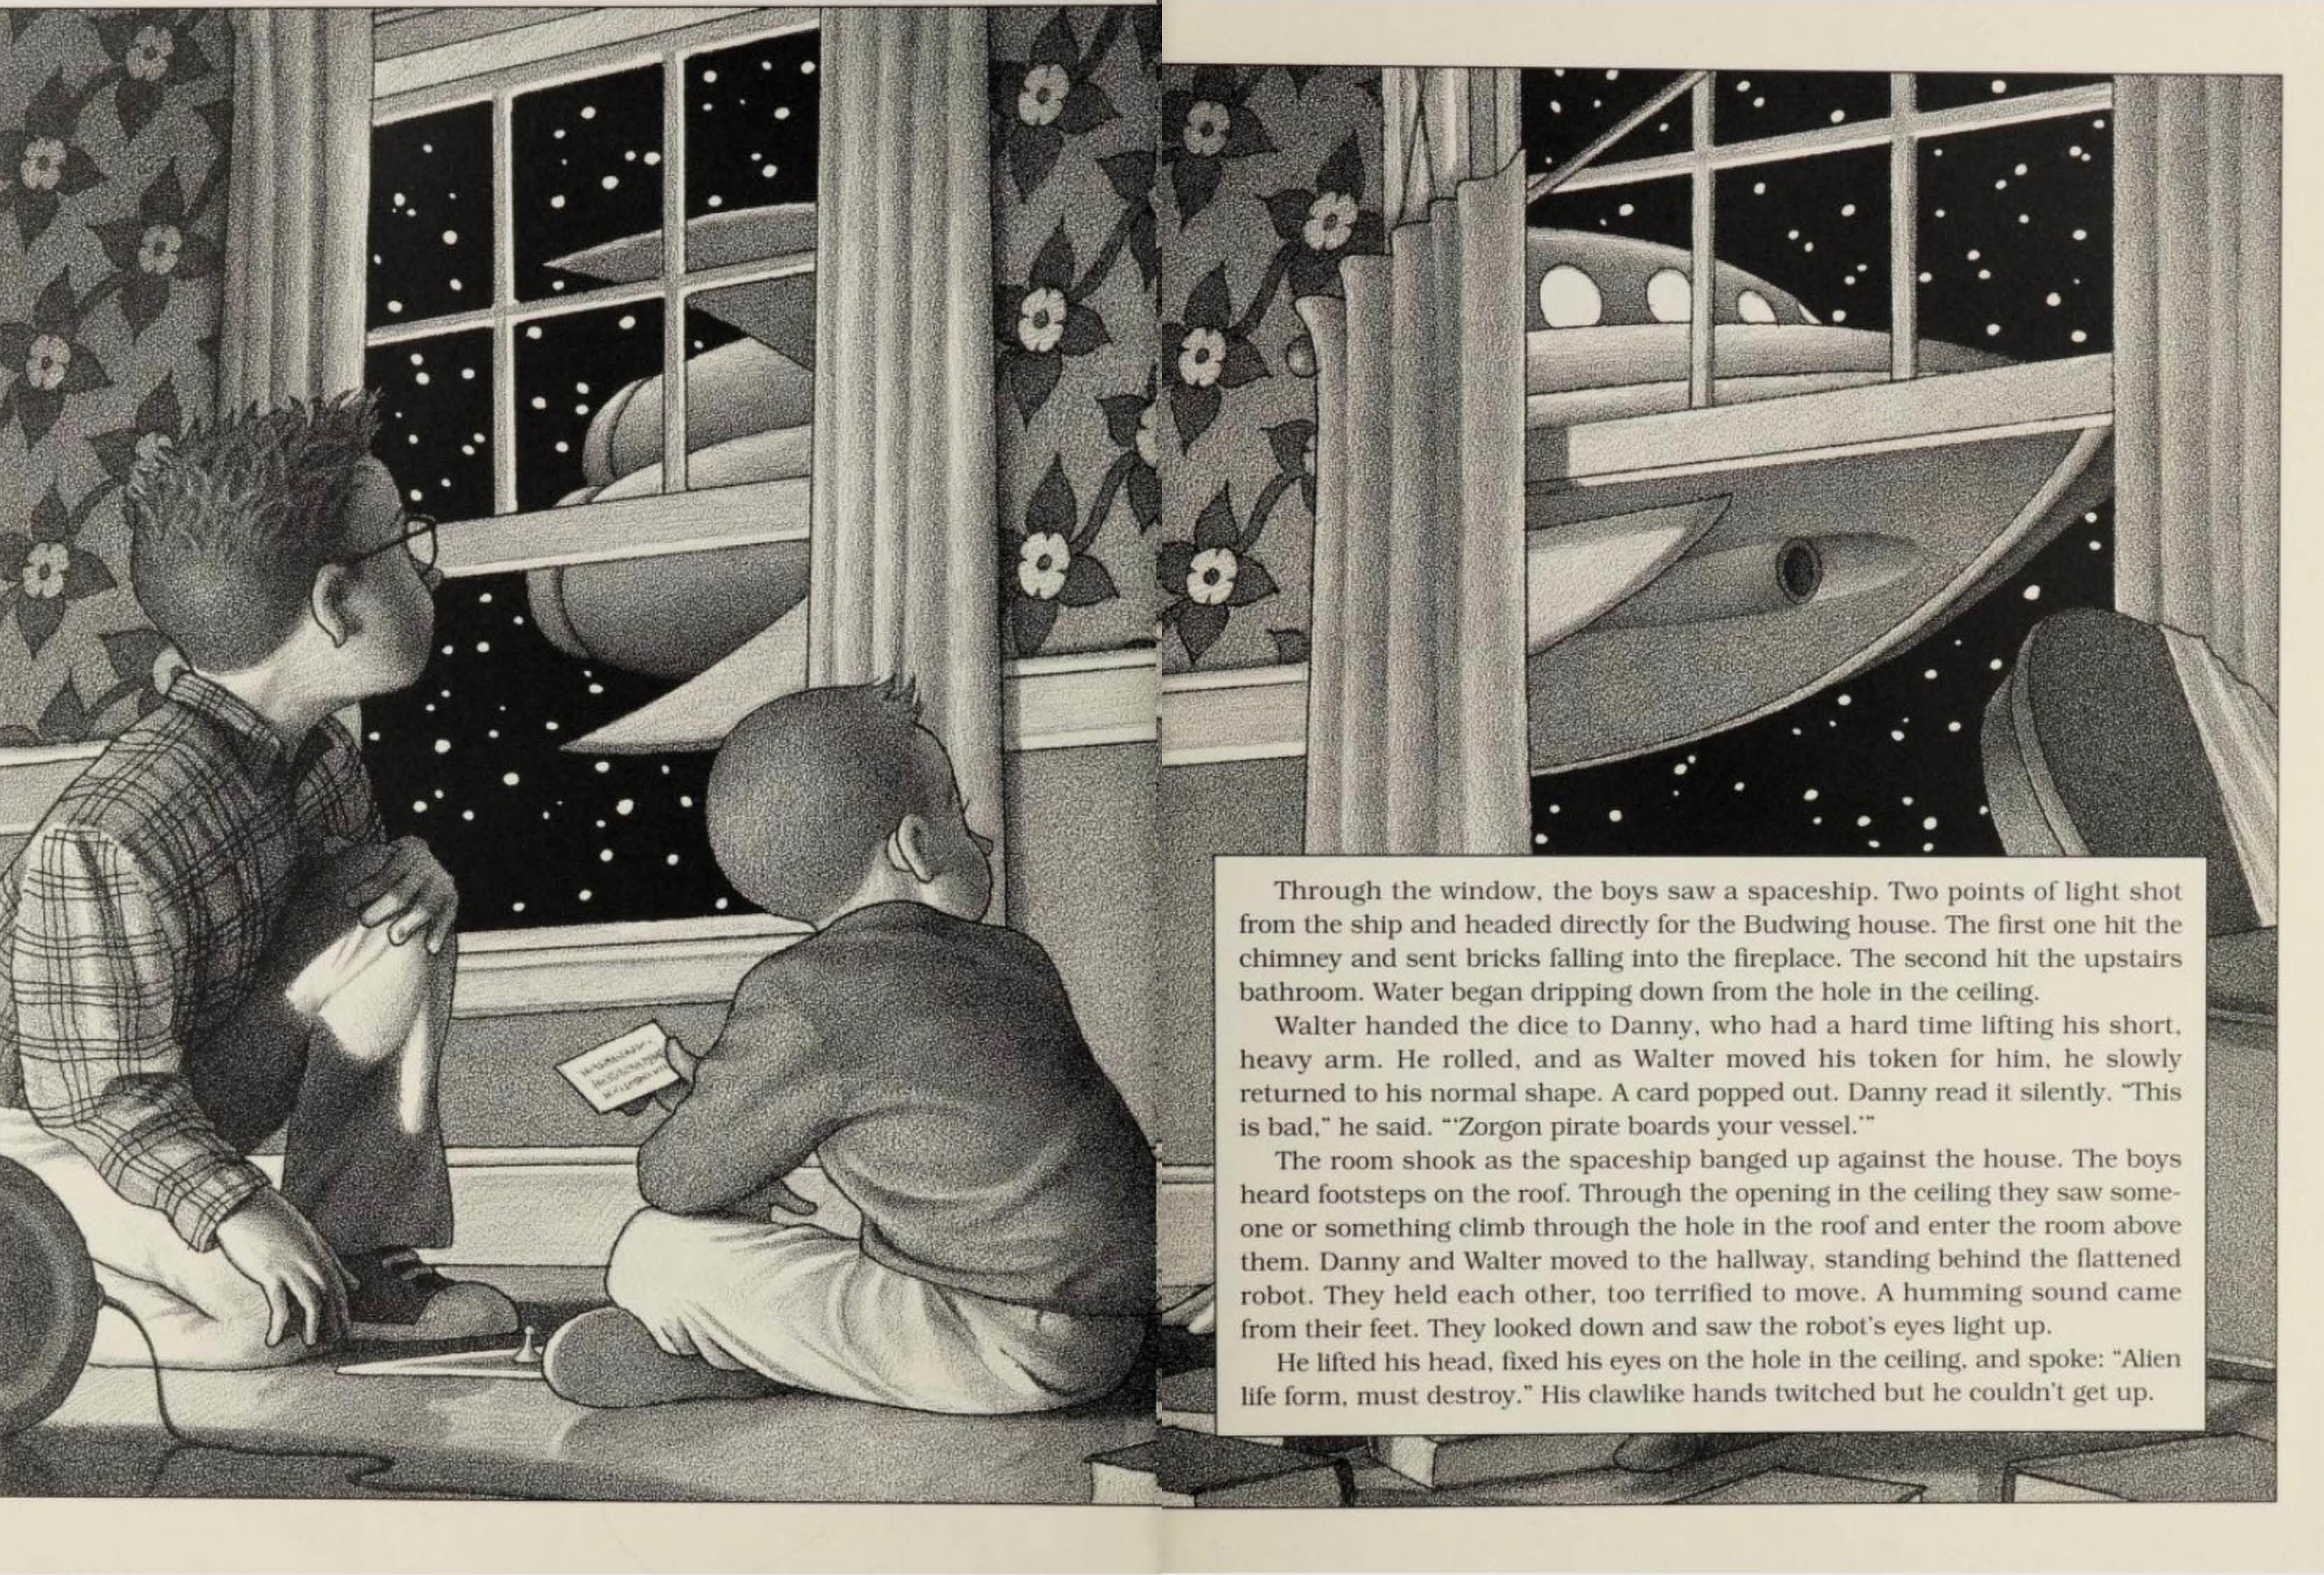 Through the window, the boys saw a spaceship. Two points of light shot
from the ship and headed directly for the Budwing house. The first one hit the
chimney and sent bricks falling into the fireplace. The second hit the upstairs
bathroom. Water began dripping down from the hole in the ceiling.
Walter handed the dice to Danny, who had a hard time lifting his short,
heavy arm. He rolled, and as Walter moved his token for him, he slowly
returned to his normal shape. A card popped out. Danny read it silently. “This
is bad,” he said. “‘Zorgon pirate boards your vessel.’”
The room shook as the spaceship banged up against the house. The boys
heard footsteps on the roof. Through the opening in the ceiling they saw some-
one or something climb through the hole in the roof and enter the room above
them. Danny and Walter moved to the hallway, standing behind the flattened
robot. They held each other, too terrified to move. A humming sound came
from their feet. They looked down and saw the robot’s eyes light up.
He lifted his head, fixed his eyes on the hole in the ceiling, and spoke: “Alien
life form, must destroy.” His clawlike hands twitched but he couldn’t get up.